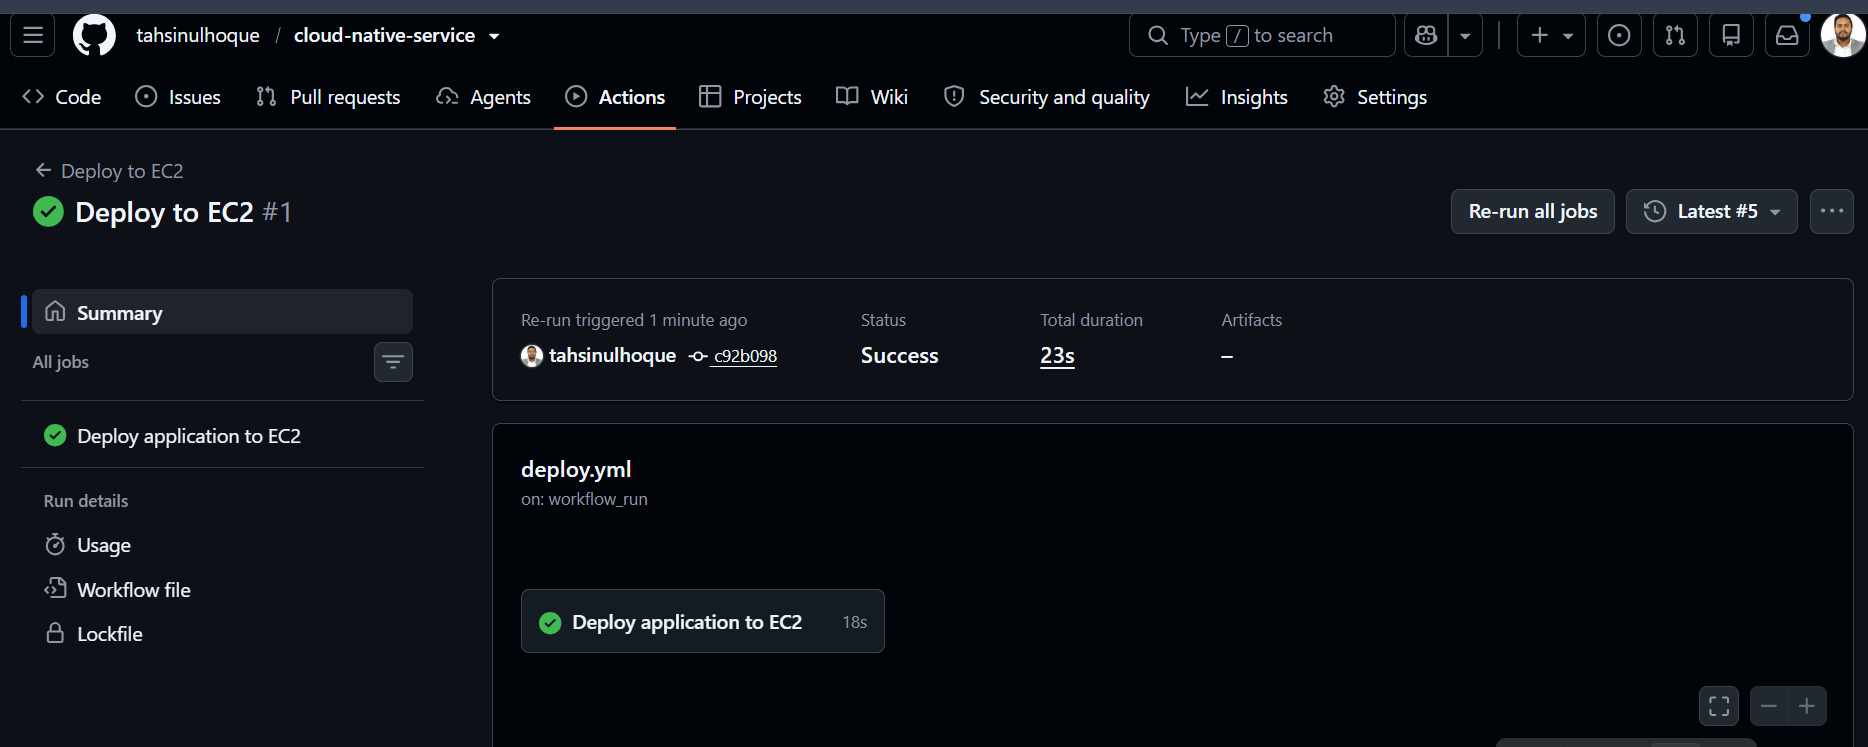 tahsinulhoque / cloud-native-service
Type / to search
Code Issues Pull requests Agents Actions Projects Wiki Security and quality Insights Settings
← Deploy to EC2
Deploy to EC2 #1
Re-run all jobs
Latest #5
Summary
All jobs
Deploy application to EC2
Run details
Usage
Workflow file
Lockfile
Re-run triggered 1 minute ago
tahsinulhoque c92b098
Status
Success
Total duration
23s
Artifacts
–
deploy.yml
on: workflow_run
Deploy application to EC2 18s